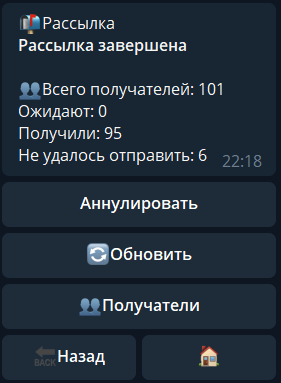 📬Рассылка
Рассылка завершена
👥Всего получателей: 101
Ожидают: 0
Получили: 95
Не удалось отправить: 6
22:18
Аннулировать
🔄Обновить
👥Получатели
🔙Назад
🏠